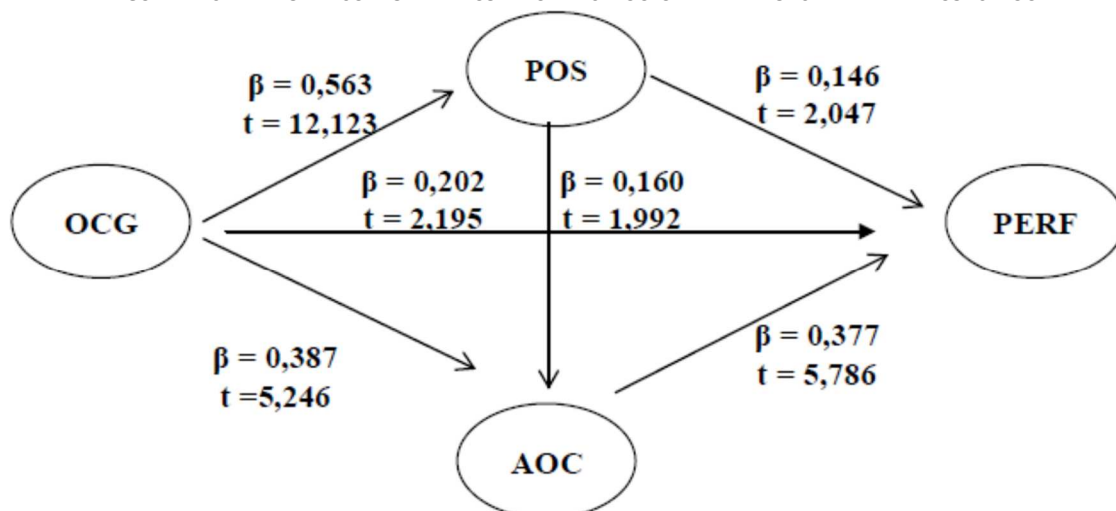 POS
β = 0,563
t = 12,123
β = 0,146
t = 2,047
OCG
β = 0,202
t = 2,195
β = 0,160
t = 1,992
PERF
β = 0,387
t =5,246
β = 0,377
t = 5,786
AOC